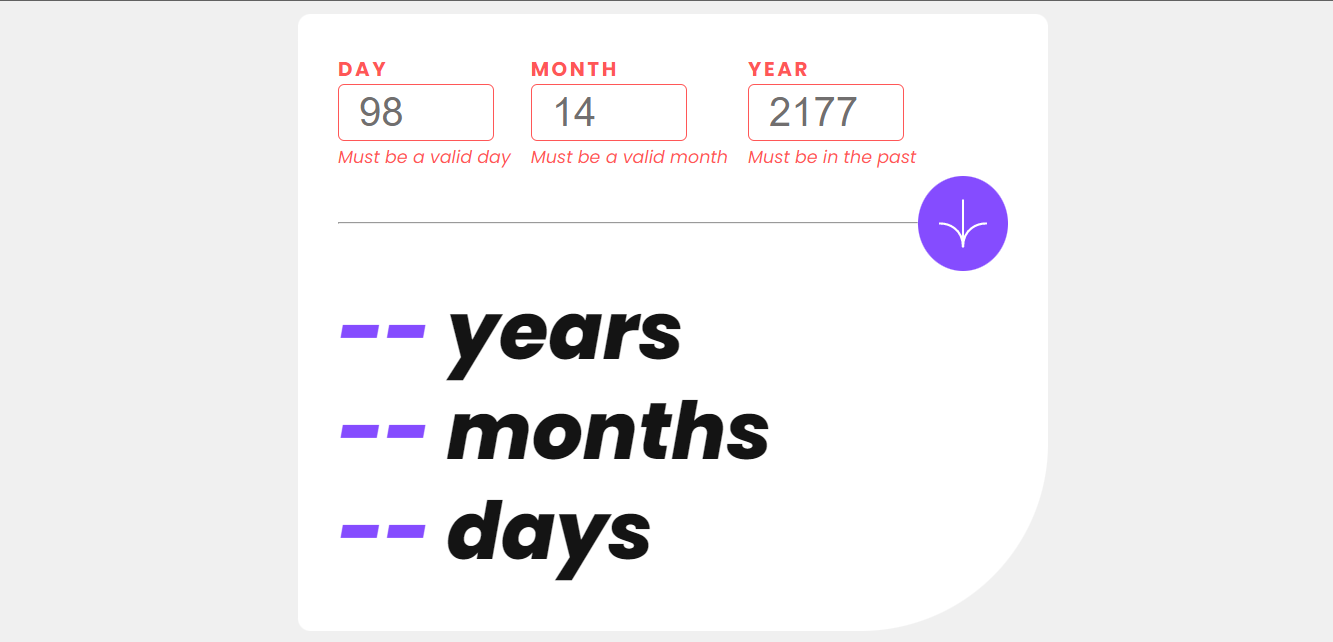 DAY MONTH YEAR
98 14 2177
Must be a valid day Must be a valid month Must be in the past
-- years
-- months
-- days